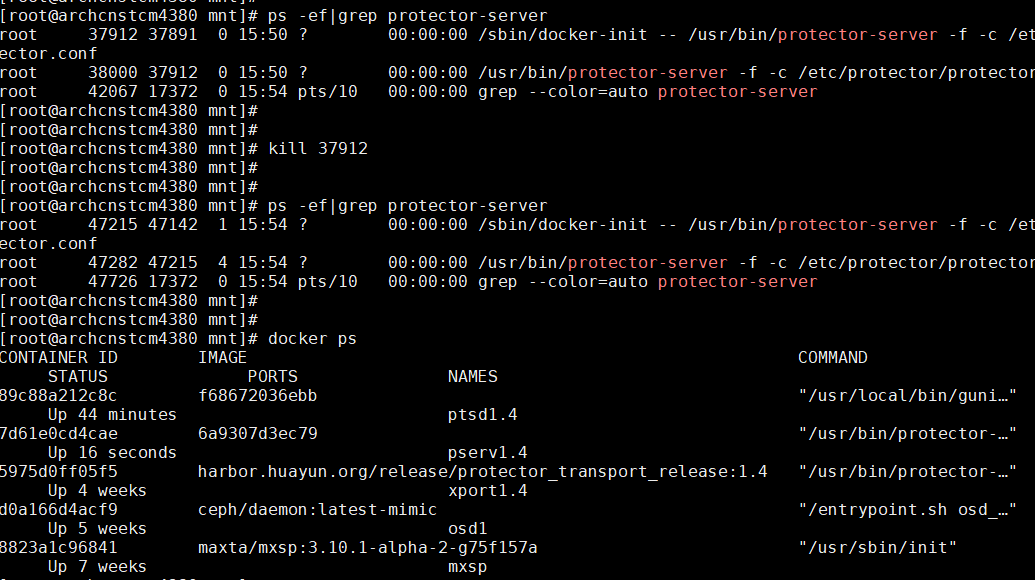 [root@archcnstcm4380 mnt]# ps -ef|grep protector-server
root     37912 37891  0 15:50 ?        00:00:00 /sbin/docker-init -- /usr/bin/protector-server -f -c /et
ector.conf
root     38000 37912  0 15:50 ?        00:00:00 /usr/bin/protector-server -f -c /etc/protector/protector
root     42067 17372  0 15:54 pts/10   00:00:00 grep --color=auto protector-server
[root@archcnstcm4380 mnt]#
[root@archcnstcm4380 mnt]#
[root@archcnstcm4380 mnt]# kill 37912
[root@archcnstcm4380 mnt]#
[root@archcnstcm4380 mnt]#
[root@archcnstcm4380 mnt]# ps -ef|grep protector-server
root     47215 47142  1 15:54 ?        00:00:00 /sbin/docker-init -- /usr/bin/protector-server -f -c /et
ector.conf
root     47282 47215  4 15:54 ?        00:00:00 /usr/bin/protector-server -f -c /etc/protector/protector
root     47726 17372  0 15:54 pts/10   00:00:00 grep --color=auto protector-server
[root@archcnstcm4380 mnt]#
[root@archcnstcm4380 mnt]#
[root@archcnstcm4380 mnt]# docker ps
CONTAINER ID        IMAGE                                                       COMMAND
     STATUS              PORTS               NAMES
89c88a212c8c        f68672036ebb                                                "/usr/local/bin/guni…"
     Up 44 minutes                           ptsd1.4
7d61e0cd4cae        6a9307d3ec79                                                "/usr/bin/protector-…"
     Up 16 seconds                           pserv1.4
5975d0ff05f5        harbor.huayun.org/release/protector_transport_release:1.4   "/usr/bin/protector-…"
     Up 4 weeks                              xport1.4
d0a166d4acf9        ceph/daemon:latest-mimic                                    "/entrypoint.sh osd_…"
     Up 5 weeks                              osd1
8823a1c96841        maxta/mxsp:3.10.1-alpha-2-g75f157a                          "/usr/sbin/init"
     Up 7 weeks                              mxsp